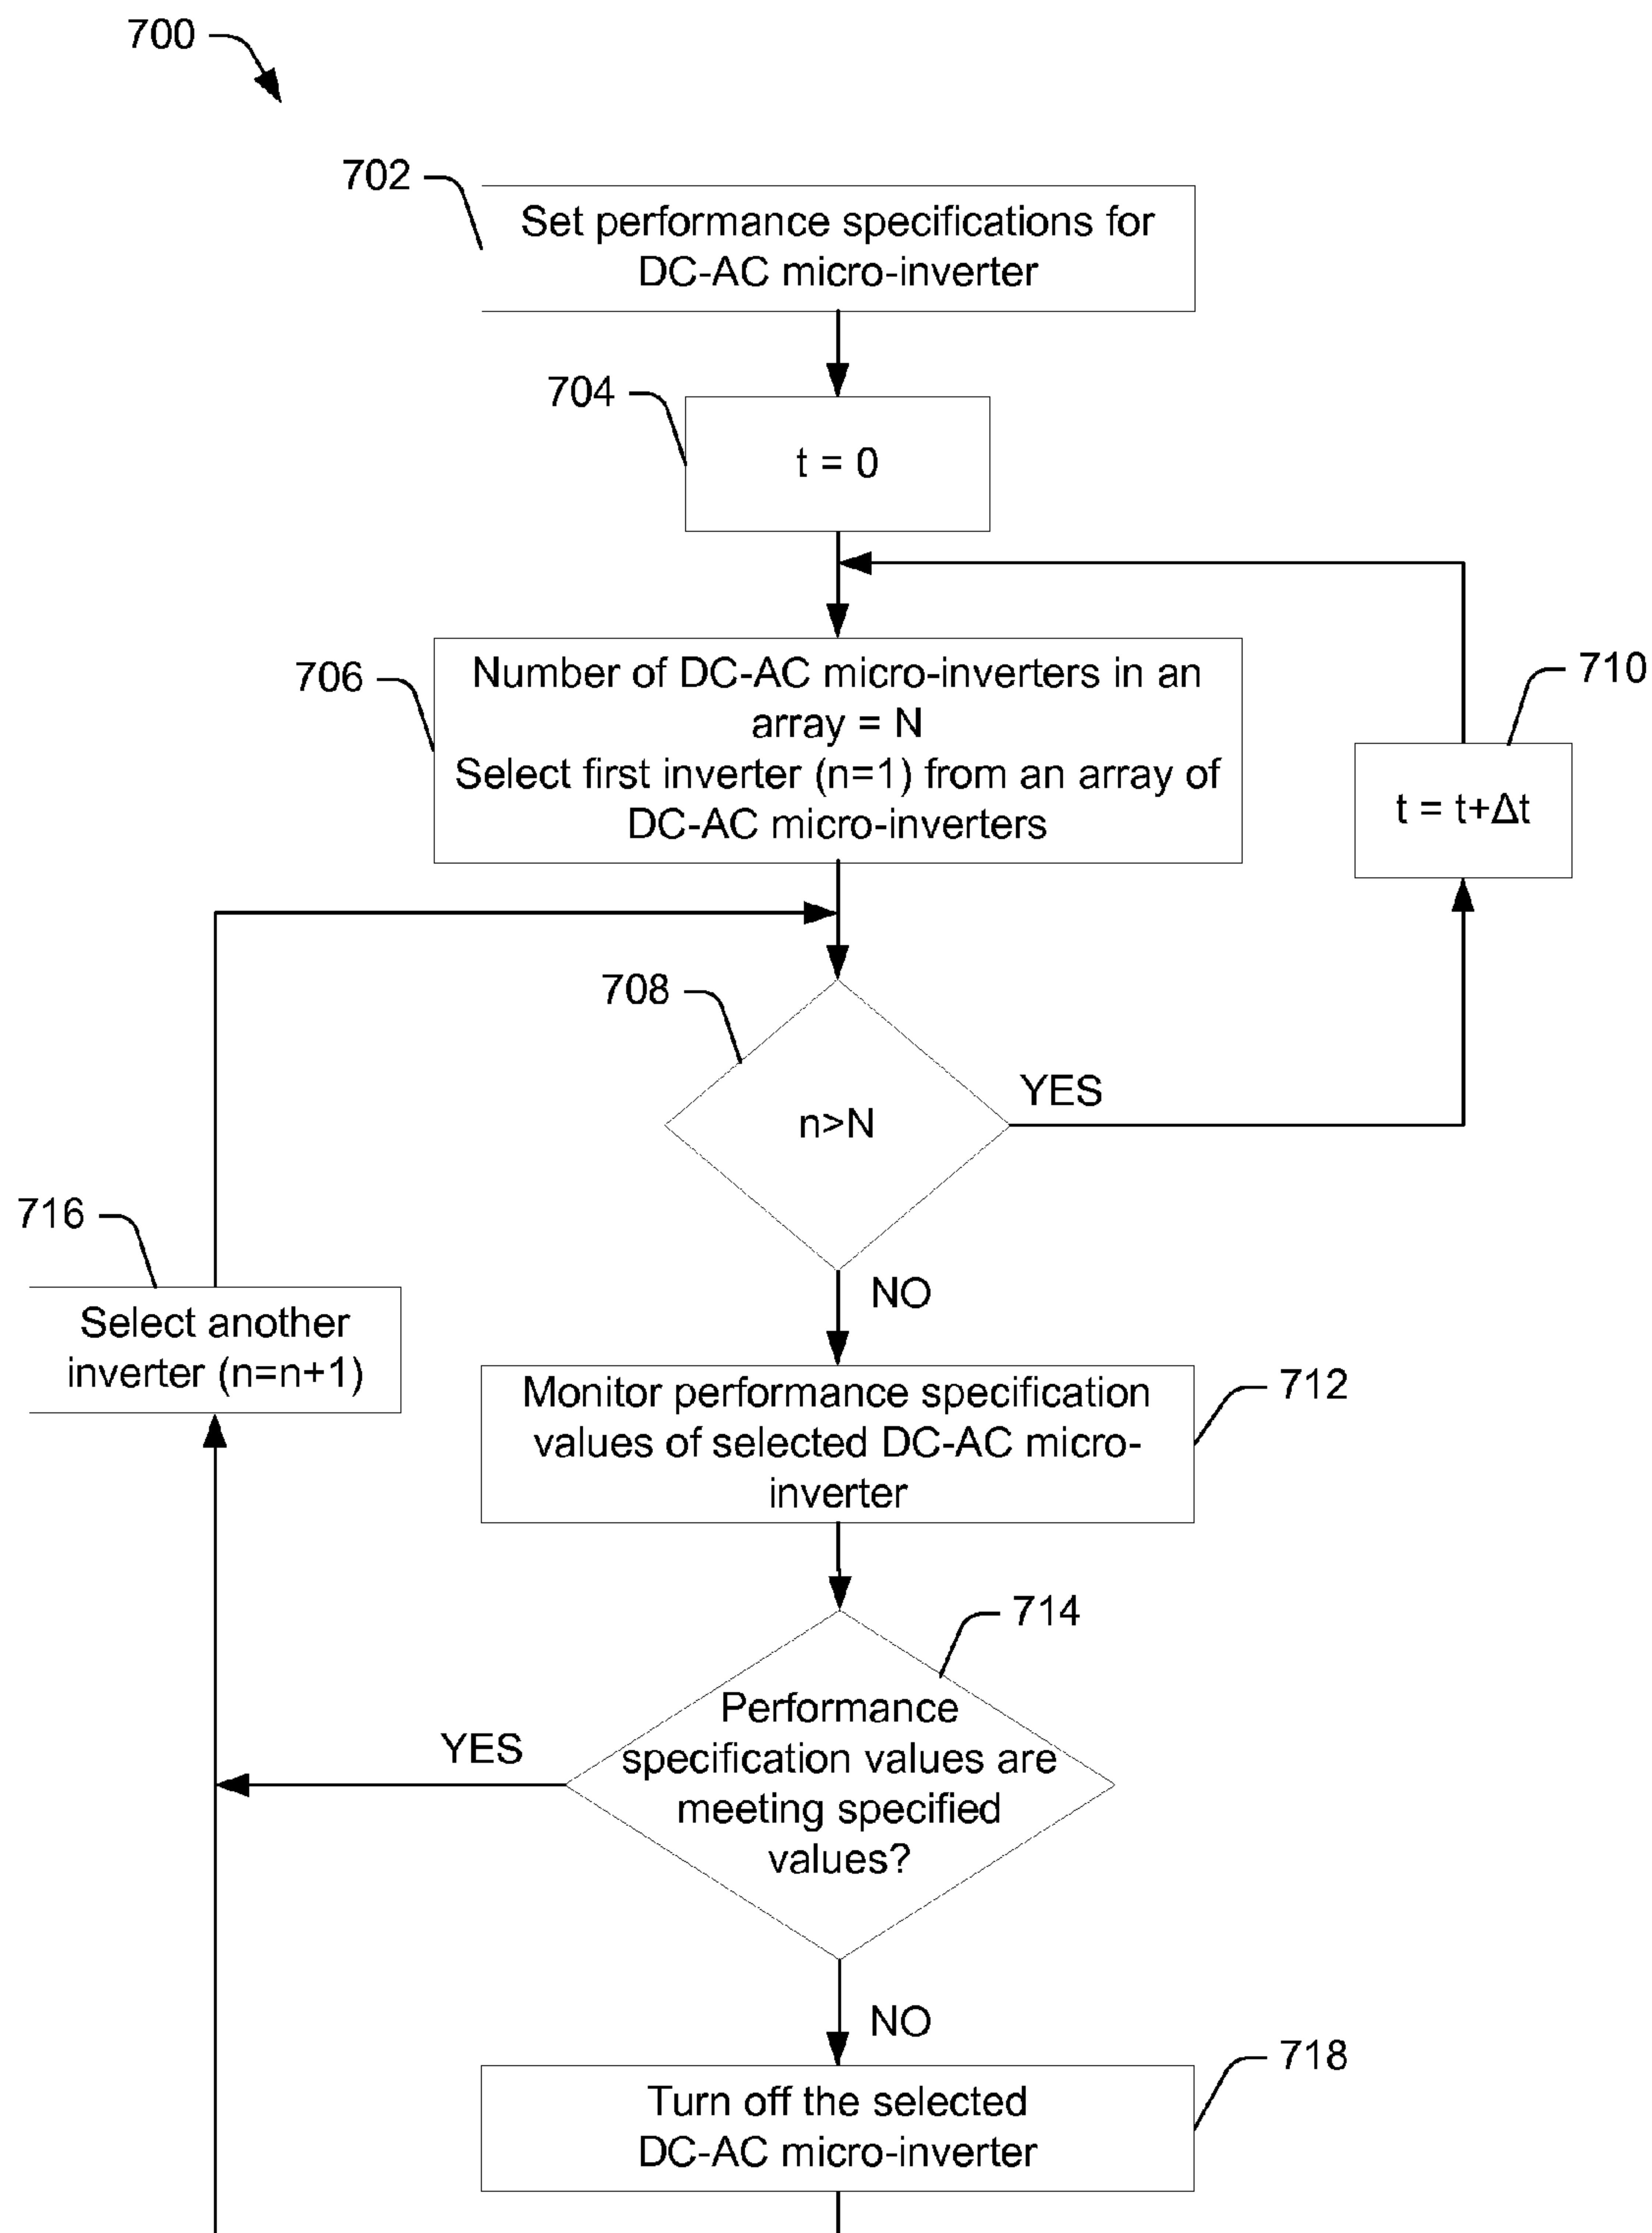 700
702
Set performance specifications for
DC-AC micro-inverter
704
t = 0
706
Number of DC-AC micro-inverters in an
array = N
Select first inverter (n=1) from an array of
DC-AC micro-inverters
710
t = t+Δt
708
n>N
YES
NO
716
Select another
inverter (n=n+1)
712
Monitor performance specification
values of selected DC-AC micro-
inverter
714
Performance
specification values are
meeting specified
values?
YES
NO
718
Turn off the selected
DC-AC micro-inverter